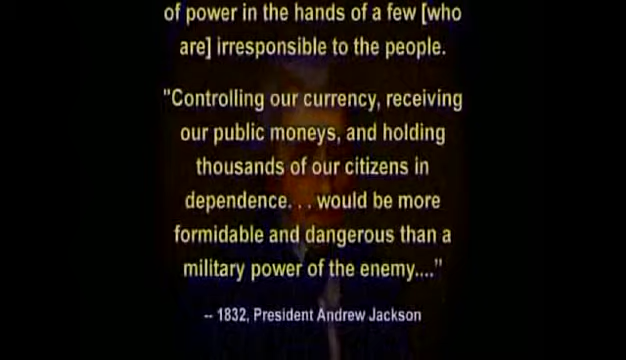 of power in the hands of a few [who
are] irresponsible to the people.
"Controlling our currency, receiving
our public moneys, and holding
thousands of our citizens in
dependence. . . would be more
formidable and dangerous than a
military power of the enemy...."
-- 1832, President Andrew Jackson